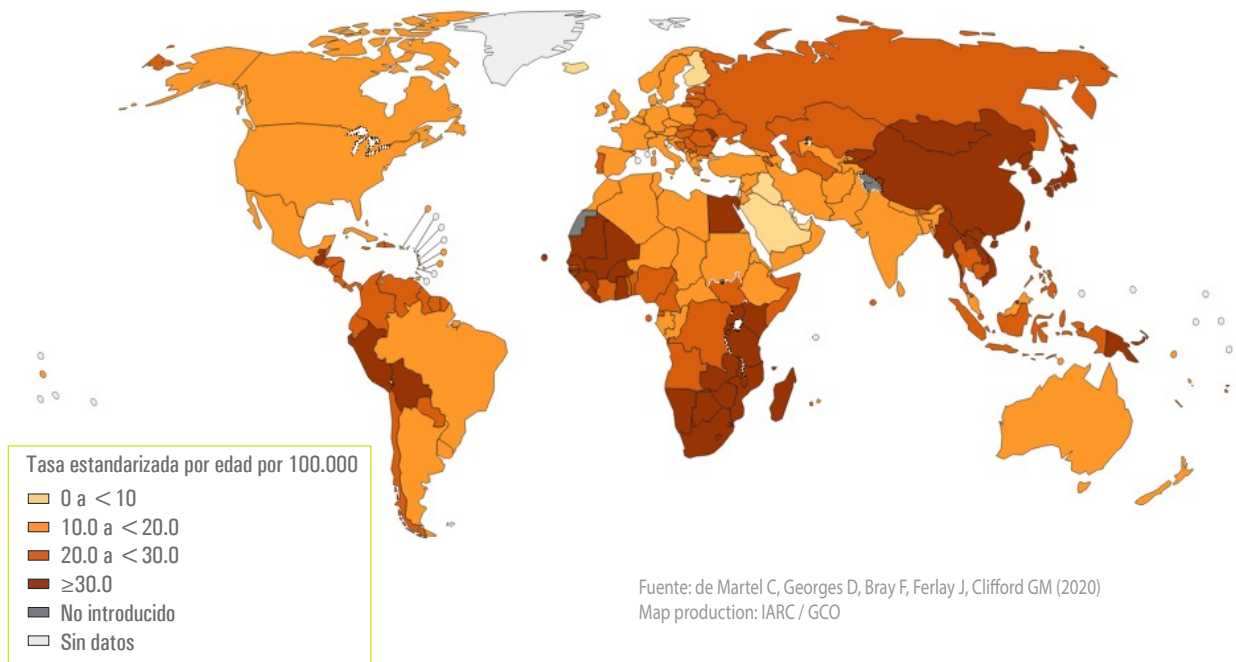 Tasa estandarizada por edad por 100.000
0 a <10
10.0 a <20.0
20.0 a <30.0
≥30.0
No introducido
Sin datos
Fuente: de Martel C, Georges D, Bray F, Ferlay J, Clifford GM (2020)
Map production: IARC / GCO